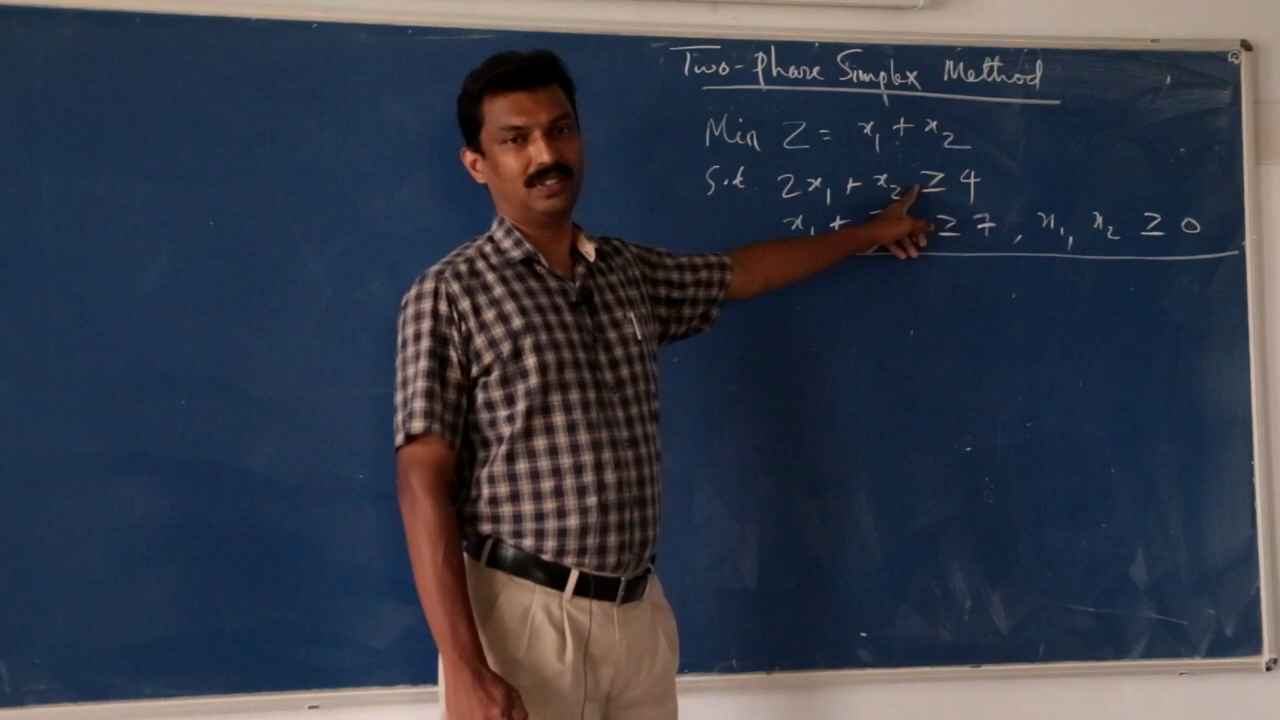 Two-Phase Simplex Method
Min Z = x₁ + x₂
S.t. 2x₁ + x₂ ≥ 4
x₁ + ≥ 7, x₁, x₂ ≥ 0